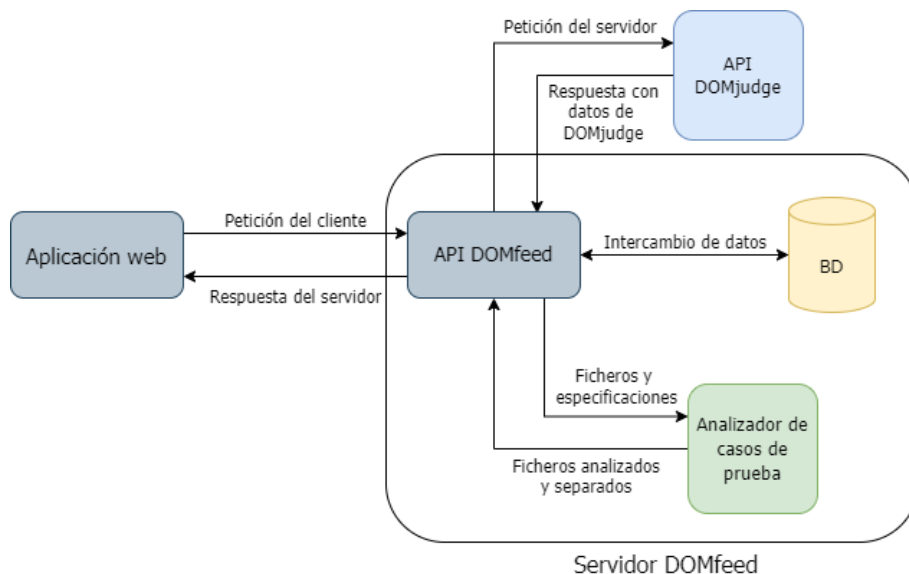 Petición del servidor
API
DOMjudge
Respuesta con
datos de
DOMjudge
Petición del cliente
Aplicación web
API DOMfeed
Intercambio de datos
BD
Respuesta del servidor
Ficheros y
especificaciones
Analizador de
casos de
prueba
Ficheros analizados
y separados
Servidor DOMfeed